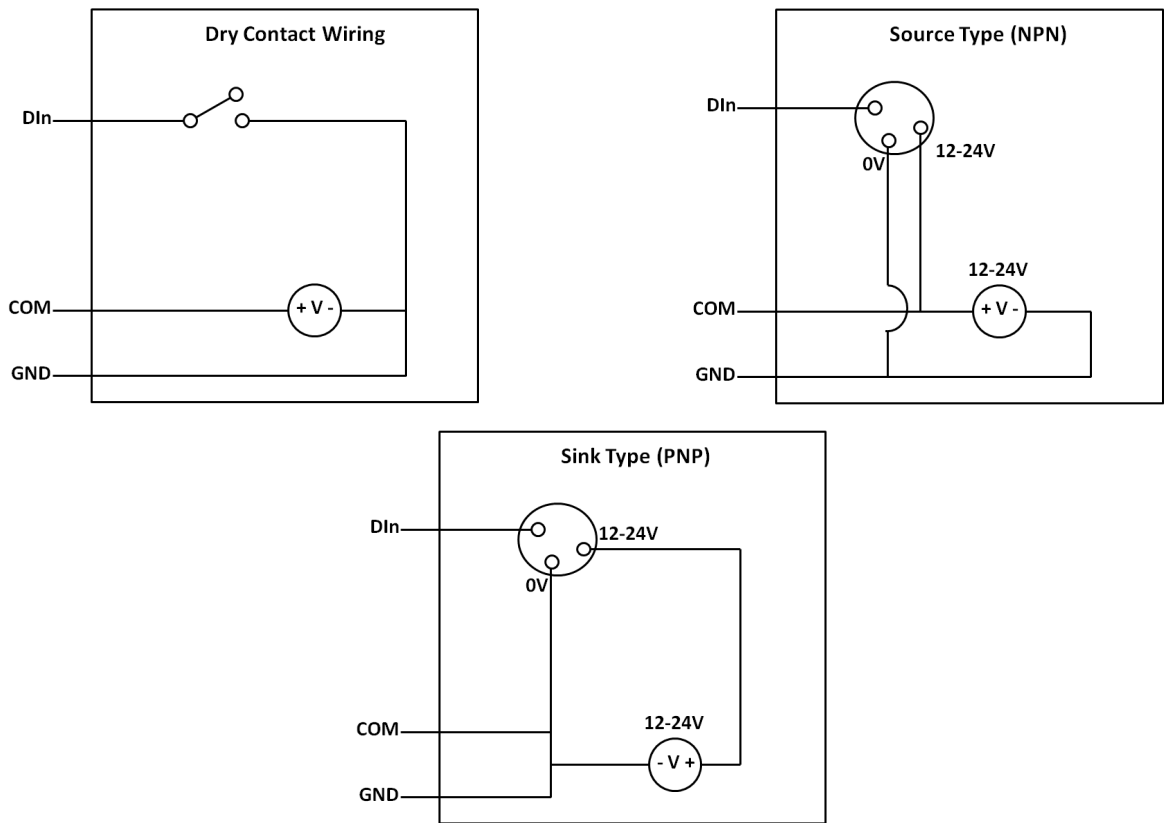 Dry Contact Wiring
DIn
+ V -
COM
GND
Source Type (NPN)
DIn
12-24V
0V
12-24V
COM
+ V -
GND
Sink Type (PNP)
DIn
12-24V
0V
COM
12-24V
- V +
GND